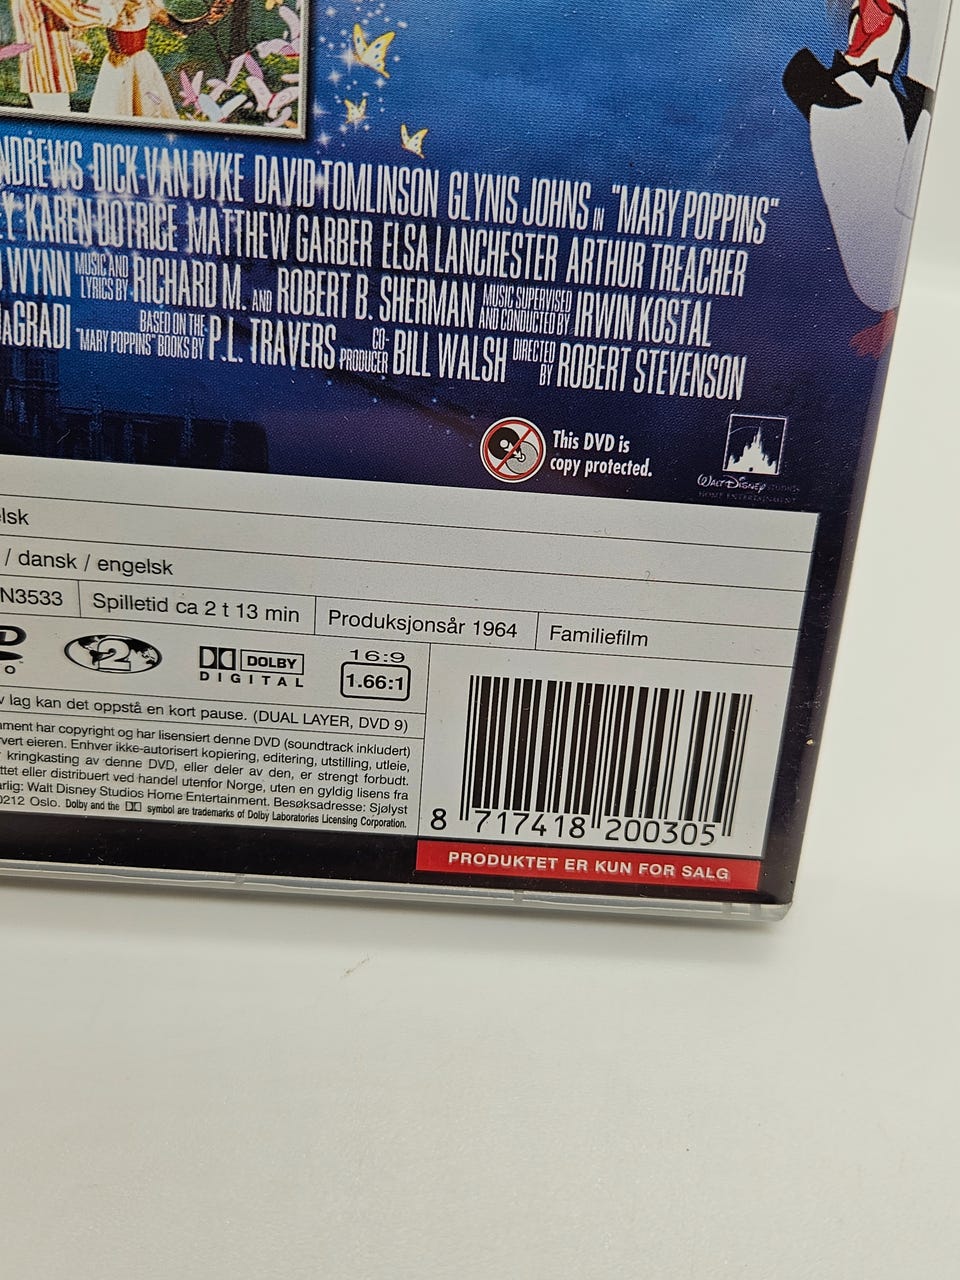 NDREWS DICK VAN DYKE DAVID TOMLINSON GLYNIS JOHNS IN "MARY POPPINS"
Y KAREN DOTRICE MATTHEW GARBER ELSA LANCHESTER ARTHUR TREACHER
WYNN MUSIC AND LYRICS BY RICHARD M. AND ROBERT B. SHERMAN MUSIC SUPERVISED AND CONDUCTED BY IRWIN KOSTAL
aGRADI BASED ON THE "MARY POPPINS" BOOKS BY P.L. TRAVERS CO-PRODUCER BILL WALSH DIRECTED BY ROBERT STEVENSON
This DVD is
copy protected.
WALT DISNEY STUDIOS
HOME ENTERTAINMENT
elsk
/ dansk / engelsk
N3533 Spilletid ca 2 t 13 min Produksjonsår 1964 Familiefilm
2
DOLBY
DIGITAL
16:9
1.66:1
v lag kan det oppstå en kort pause. (DUAL LAYER, DVD 9)
nment har copyright og har lisensiert denne DVD (soundtrack inkludert)
vert eieren. Enhver ikke-autorisert kopiering, editering, utstilling, utleie,
kringkasting av denne DVD, eller deler av den, er strengt forbudt.
ttet eller distribuert ved handel utenfor Norge, uten en gyldig lisens fra
arlig: Walt Disney Studios Home Entertainment. Besøksadresse: Sjølyst
0212 Oslo. Dolby and the symbol are trademarks of Dolby Laboratories Licensing Corporation.
8 717418 200305
PRODUKTET ER KUN FOR SALG